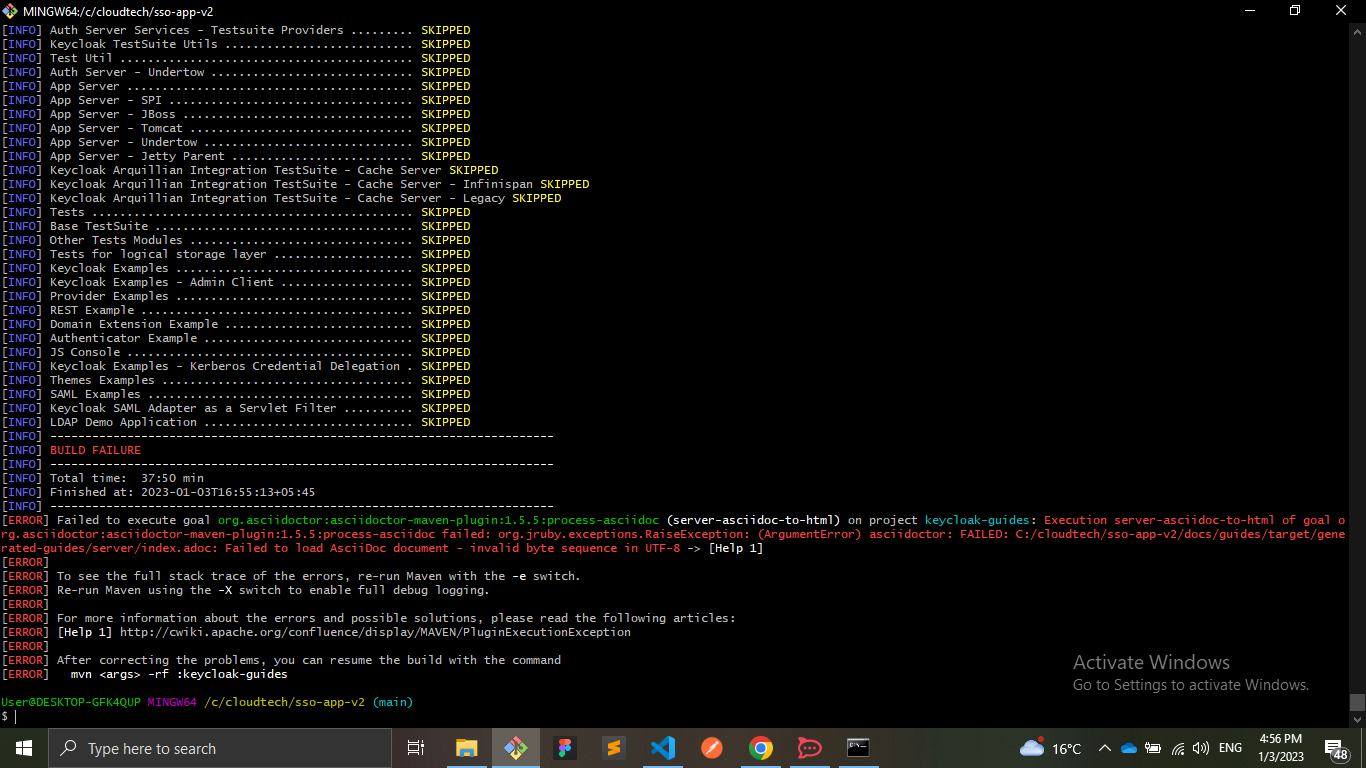 MINGW64:/c/cloudtech/sso-app-v2
[INFO] Auth Server Services - Testsuite Providers ......... SKIPPED
[INFO] Keycloak TestSuite Utils ........................... SKIPPED
[INFO] Test Util .......................................... SKIPPED
[INFO] Auth Server - Undertow ............................. SKIPPED
[INFO] App Server ......................................... SKIPPED
[INFO] App Server - SPI ................................... SKIPPED
[INFO] App Server - JBoss ................................. SKIPPED
[INFO] App Server - Tomcat ................................ SKIPPED
[INFO] App Server - Undertow .............................. SKIPPED
[INFO] App Server - Jetty Parent .......................... SKIPPED
[INFO] Keycloak Arquillian Integration TestSuite - Cache Server SKIPPED
[INFO] Keycloak Arquillian Integration TestSuite - Cache Server - Infinispan SKIPPED
[INFO] Keycloak Arquillian Integration TestSuite - Cache Server - Legacy SKIPPED
[INFO] Tests .............................................. SKIPPED
[INFO] Base TestSuite ..................................... SKIPPED
[INFO] Other Tests Modules ................................ SKIPPED
[INFO] Tests for logical storage layer .................... SKIPPED
[INFO] Keycloak Examples .................................. SKIPPED
[INFO] Keycloak Examples - Admin Client ................... SKIPPED
[INFO] Provider Examples .................................. SKIPPED
[INFO] REST Example ....................................... SKIPPED
[INFO] Domain Extension Example ........................... SKIPPED
[INFO] Authenticator Example .............................. SKIPPED
[INFO] JS Console ......................................... SKIPPED
[INFO] Keycloak Examples - Kerberos Credential Delegation . SKIPPED
[INFO] Themes Examples .................................... SKIPPED
[INFO] SAML Examples ...................................... SKIPPED
[INFO] Keycloak SAML Adapter as a Servlet Filter .......... SKIPPED
[INFO] LDAP Demo Application .............................. SKIPPED
[INFO] ------------------------------------------------------------------------
[INFO] BUILD FAILURE
[INFO] ------------------------------------------------------------------------
[INFO] Total time:  37:50 min
[INFO] Finished at: 2023-01-03T16:55:13+05:45
[INFO] ------------------------------------------------------------------------
[ERROR] Failed to execute goal org.asciidoctor:asciidoctor-maven-plugin:1.5.5:process-asciidoc (server-asciidoc-to-html) on project keycloak-guides: Execution server-asciidoc-to-html of goal o
rg.asciidoctor:asciidoctor-maven-plugin:1.5.5:process-asciidoc failed: org.jruby.exceptions.RaiseException: (ArgumentError) asciidoctor: FAILED: C:/cloudtech/sso-app-v2/docs/guides/target/gene
rated-guides/server/index.adoc: Failed to load AsciiDoc document - invalid byte sequence in UTF-8 -> [Help 1]
[ERROR]
[ERROR] To see the full stack trace of the errors, re-run Maven with the -e switch.
[ERROR] Re-run Maven using the -X switch to enable full debug logging.
[ERROR]
[ERROR] For more information about the errors and possible solutions, please read the following articles:
[ERROR] [Help 1] http://cwiki.apache.org/confluence/display/MAVEN/PluginExecutionException
[ERROR]
[ERROR] After correcting the problems, you can resume the build with the command
[ERROR]   mvn <args> -rf :keycloak-guides
User@DESKTOP-GFK4QUP MINGW64 /c/cloudtech/sso-app-v2 (main)
$
Activate Windows
Go to Settings to activate Windows.
Type here to search
16°C
ENG
4:56 PM
1/3/2023
48